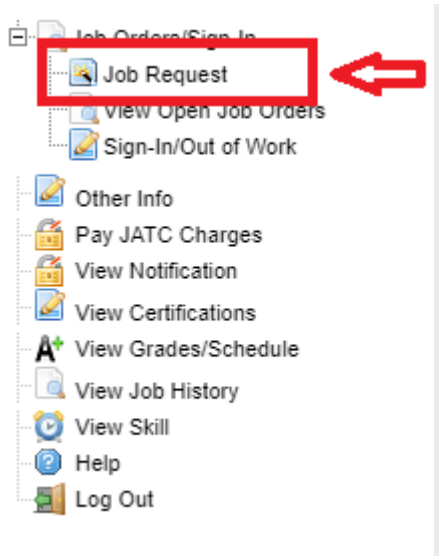 Job Orders/Sign-In
Job Request
View Open Job Orders
Sign-In/Out of Work
Other Info
Pay JATC Charges
View Notification
View Certifications
A+ View Grades/Schedule
View Job History
View Skill
? Help
Log Out